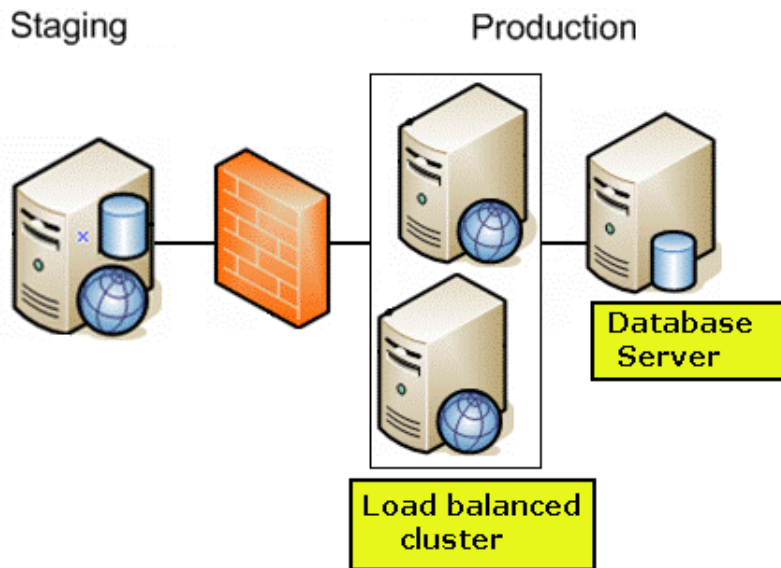 Staging
Production
Database
Server
Load balanced
cluster